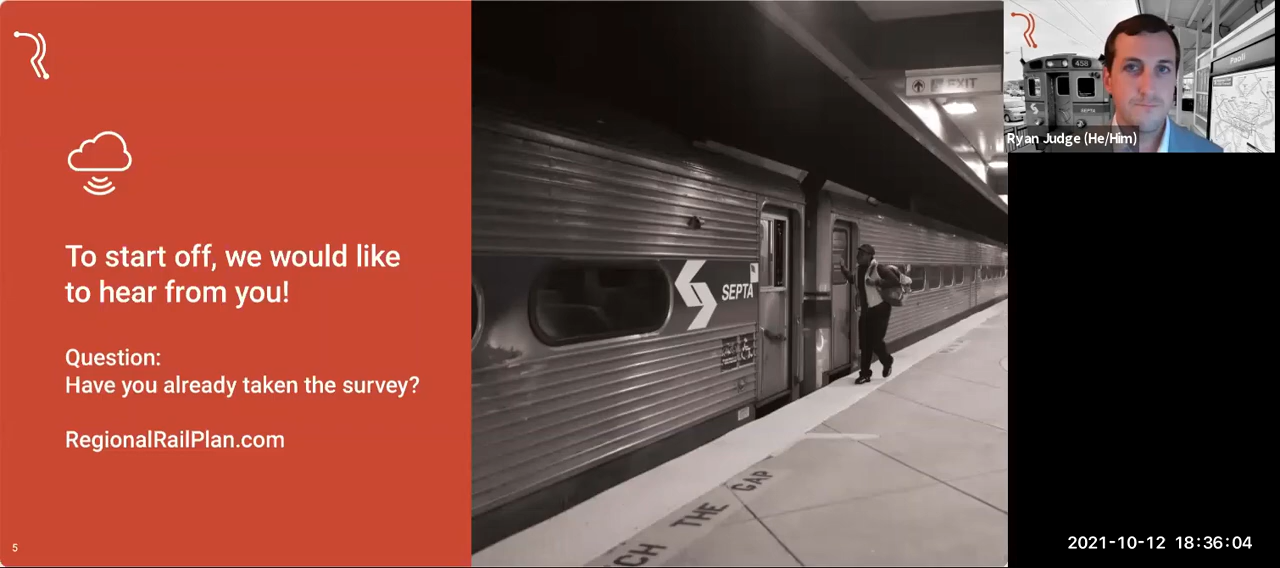 To start off, we would like
to hear from you!
Question:
Have you already taken the survey?
RegionalRailPlan.com
5
EXIT
SEPTA
THE GAP
458
SEPTA
Paoli
Ryan Judge (He/Him)
2021-10-12 18:36:04